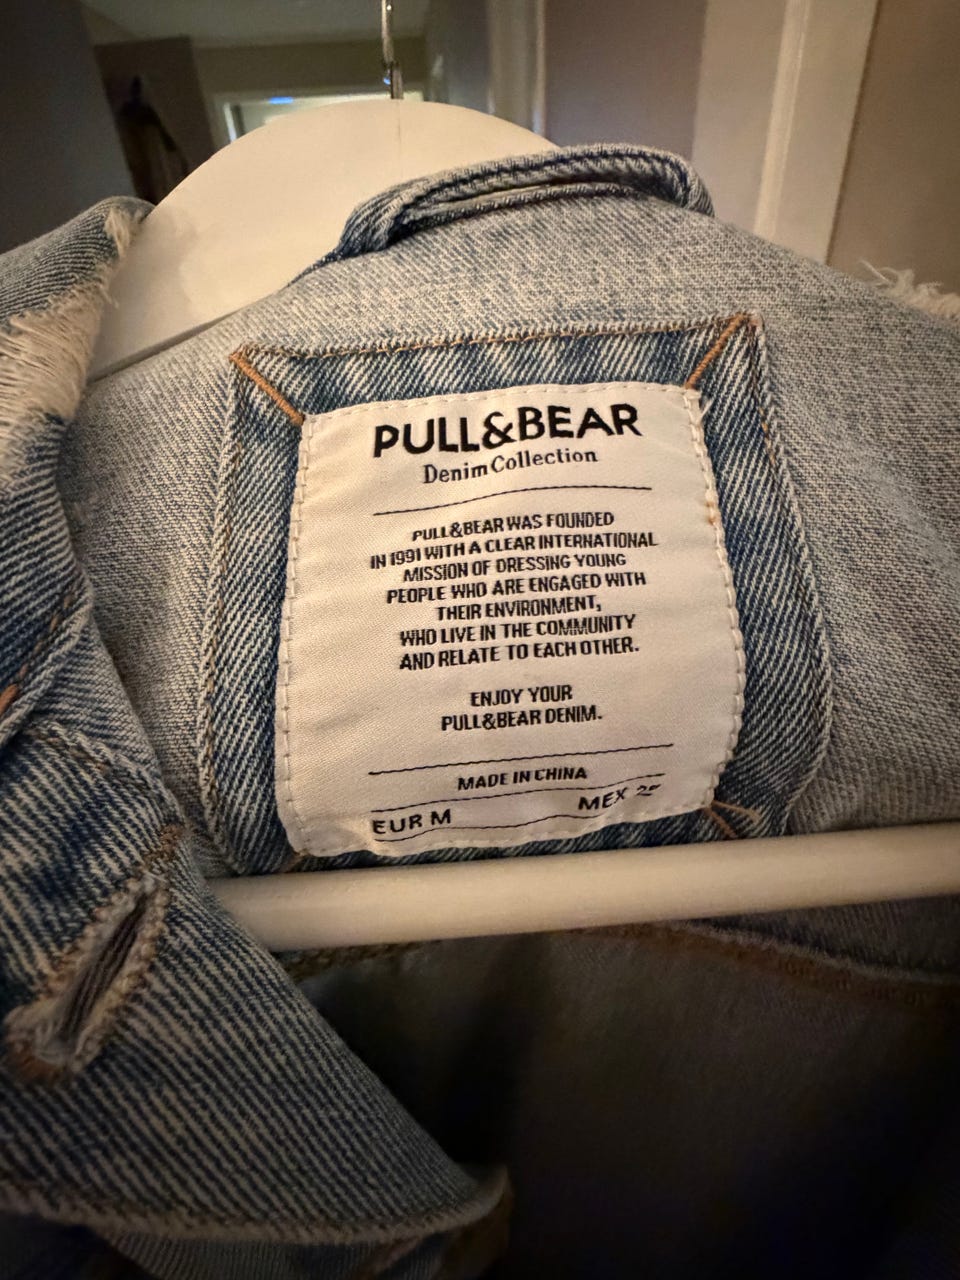 PULL&BEAR
Denim Collection
PULL&BEAR WAS FOUNDED
IN 1991 WITH A CLEAR INTERNATIONAL
MISSION OF DRESSING YOUNG
PEOPLE WHO ARE ENGAGED WITH
THEIR ENVIRONMENT,
WHO LIVE IN THE COMMUNITY
AND RELATE TO EACH OTHER.
ENJOY YOUR
PULL&BEAR DENIM.
MADE IN CHINA
EUR M MEX